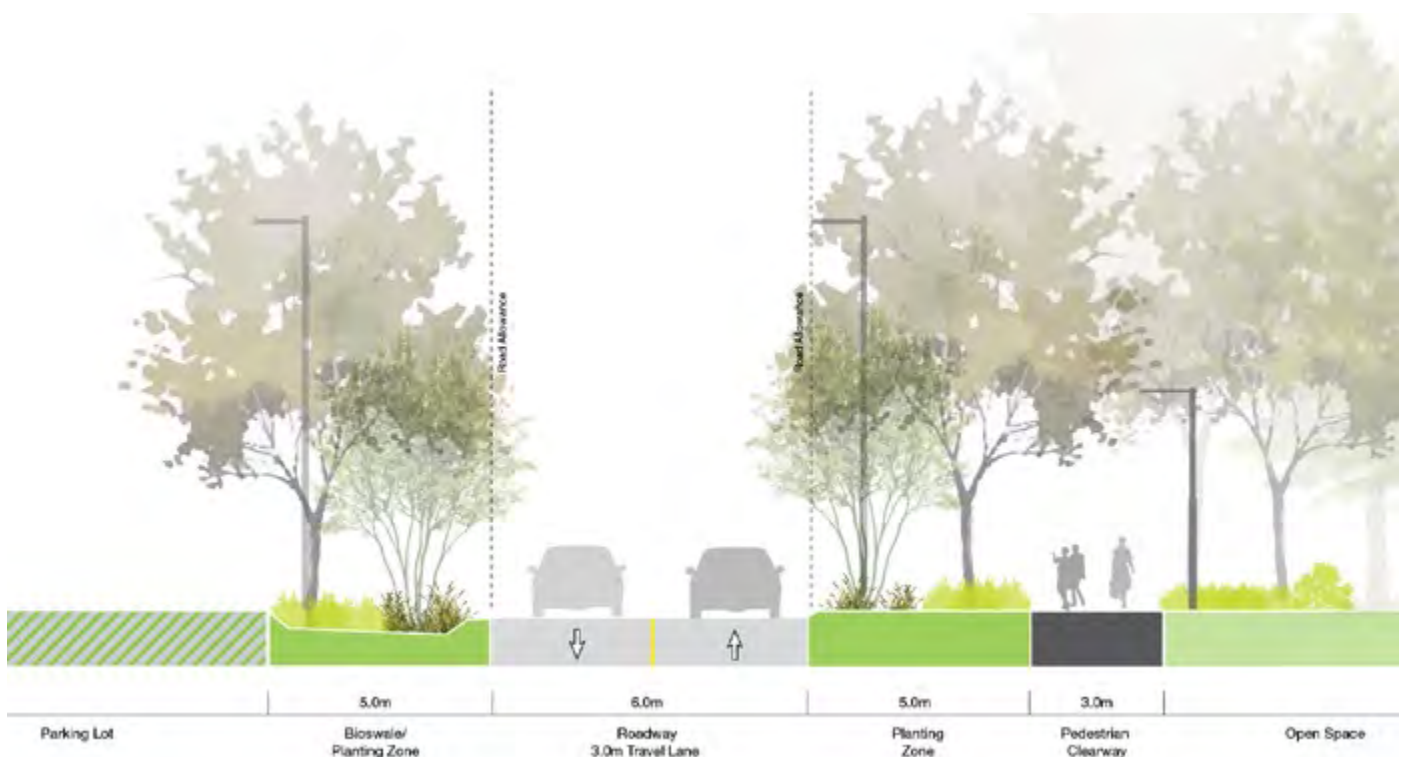 Road Allowance
Road Allowance
5.0m
6.0m
5.0m
3.0m
Parking Lot
Bioswale/
Planting Zone
Roadway
3.0m Travel Lane
Planting
Zone
Pedestrian
Clearway
Open Space